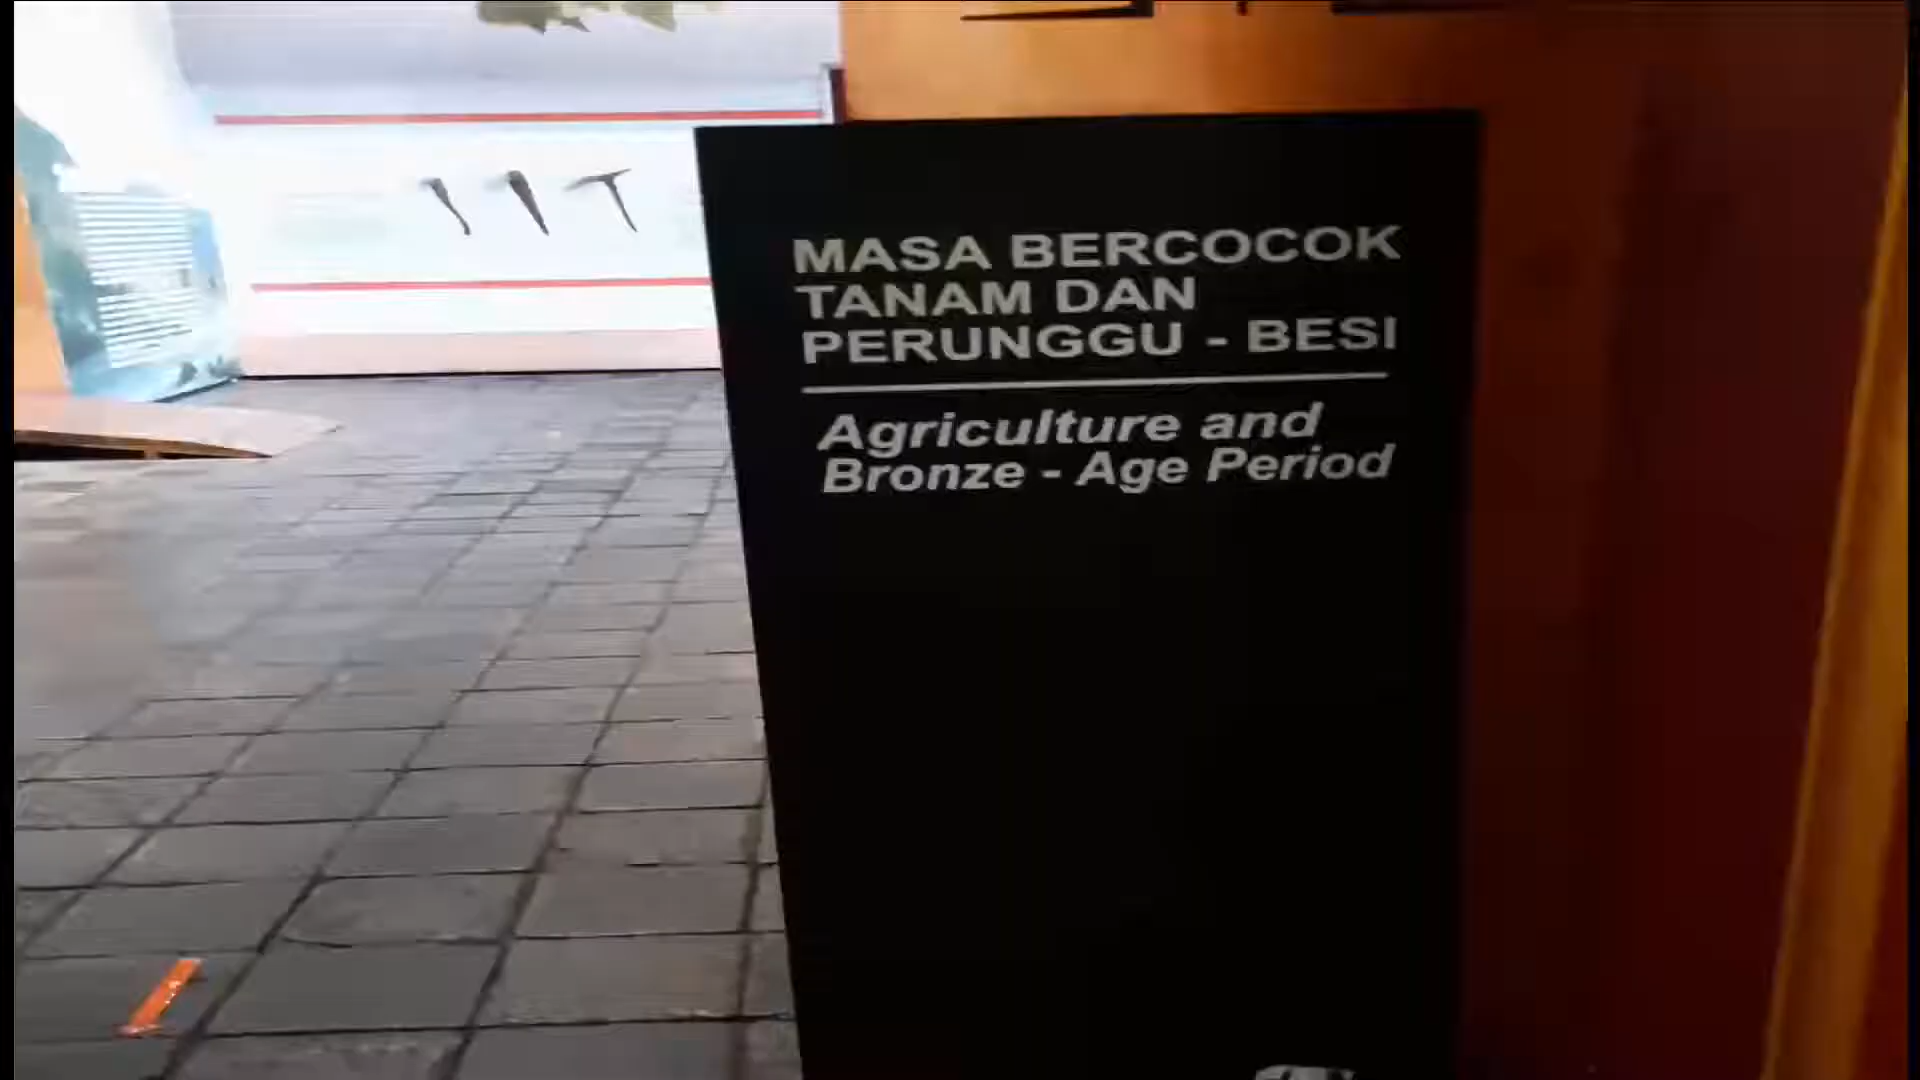 MASA BERCOCOK
TANAM DAN
PERUNGGU - BESI
Agriculture and
Bronze - Age Period